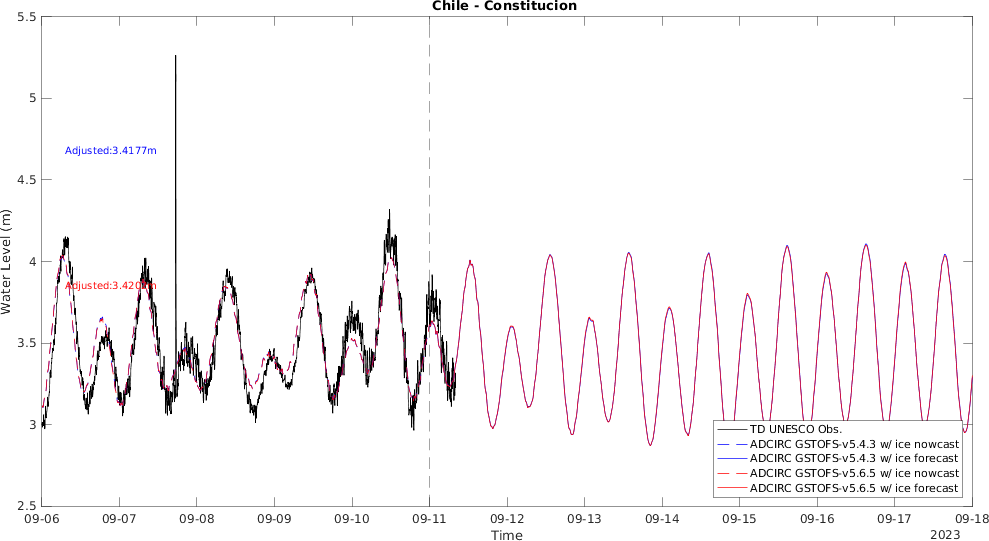 Chile - Constitucion
5.5
5
4.5
4
3.5
3
2.5
Water Level (m)
Adjusted:3.4177m
TD UNESCO Obs.
ADCIRC GSTOFS-v5.4.3 w/ ice nowcast
ADCIRC GSTOFS-v5.4.3 w/ ice forecast
ADCIRC GSTOFS-v5.6.5 w/ ice nowcast
ADCIRC GSTOFS-v5.6.5 w/ ice forecast
09-06 09-07 09-08 09-09 09-10 09-11 09-12 09-13 09-14 09-15 09-16 09-17 09-18
Time
2023